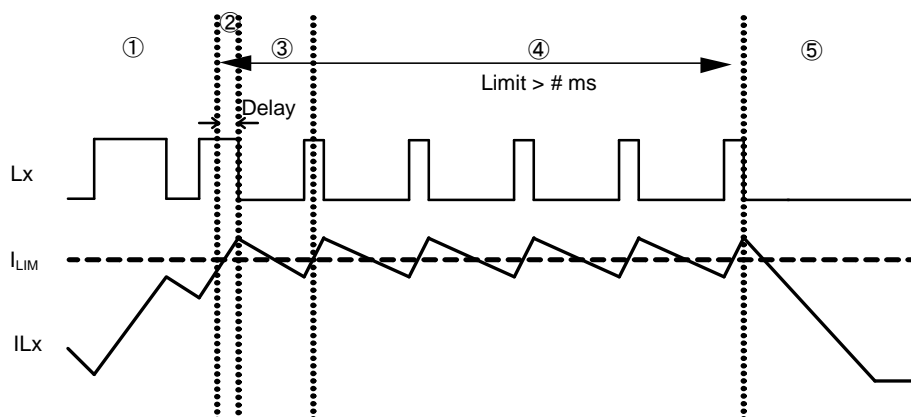 ① ② ③ ④ ⑤
Limit > # ms
Delay
Lx
ILIM
ILx